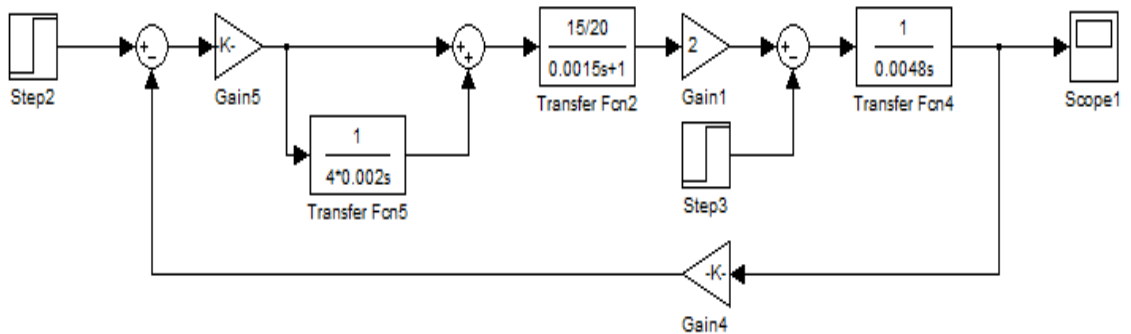 Step2
+
−
K-
Gain5
1
4*0.002s
Transfer Fcn5
+
+
15/20
0.0015s+1
Transfer Fcn2
2
Gain1
Step3
+
−
1
0.0048s
Transfer Fcn4
Scope1
-K-
Gain4